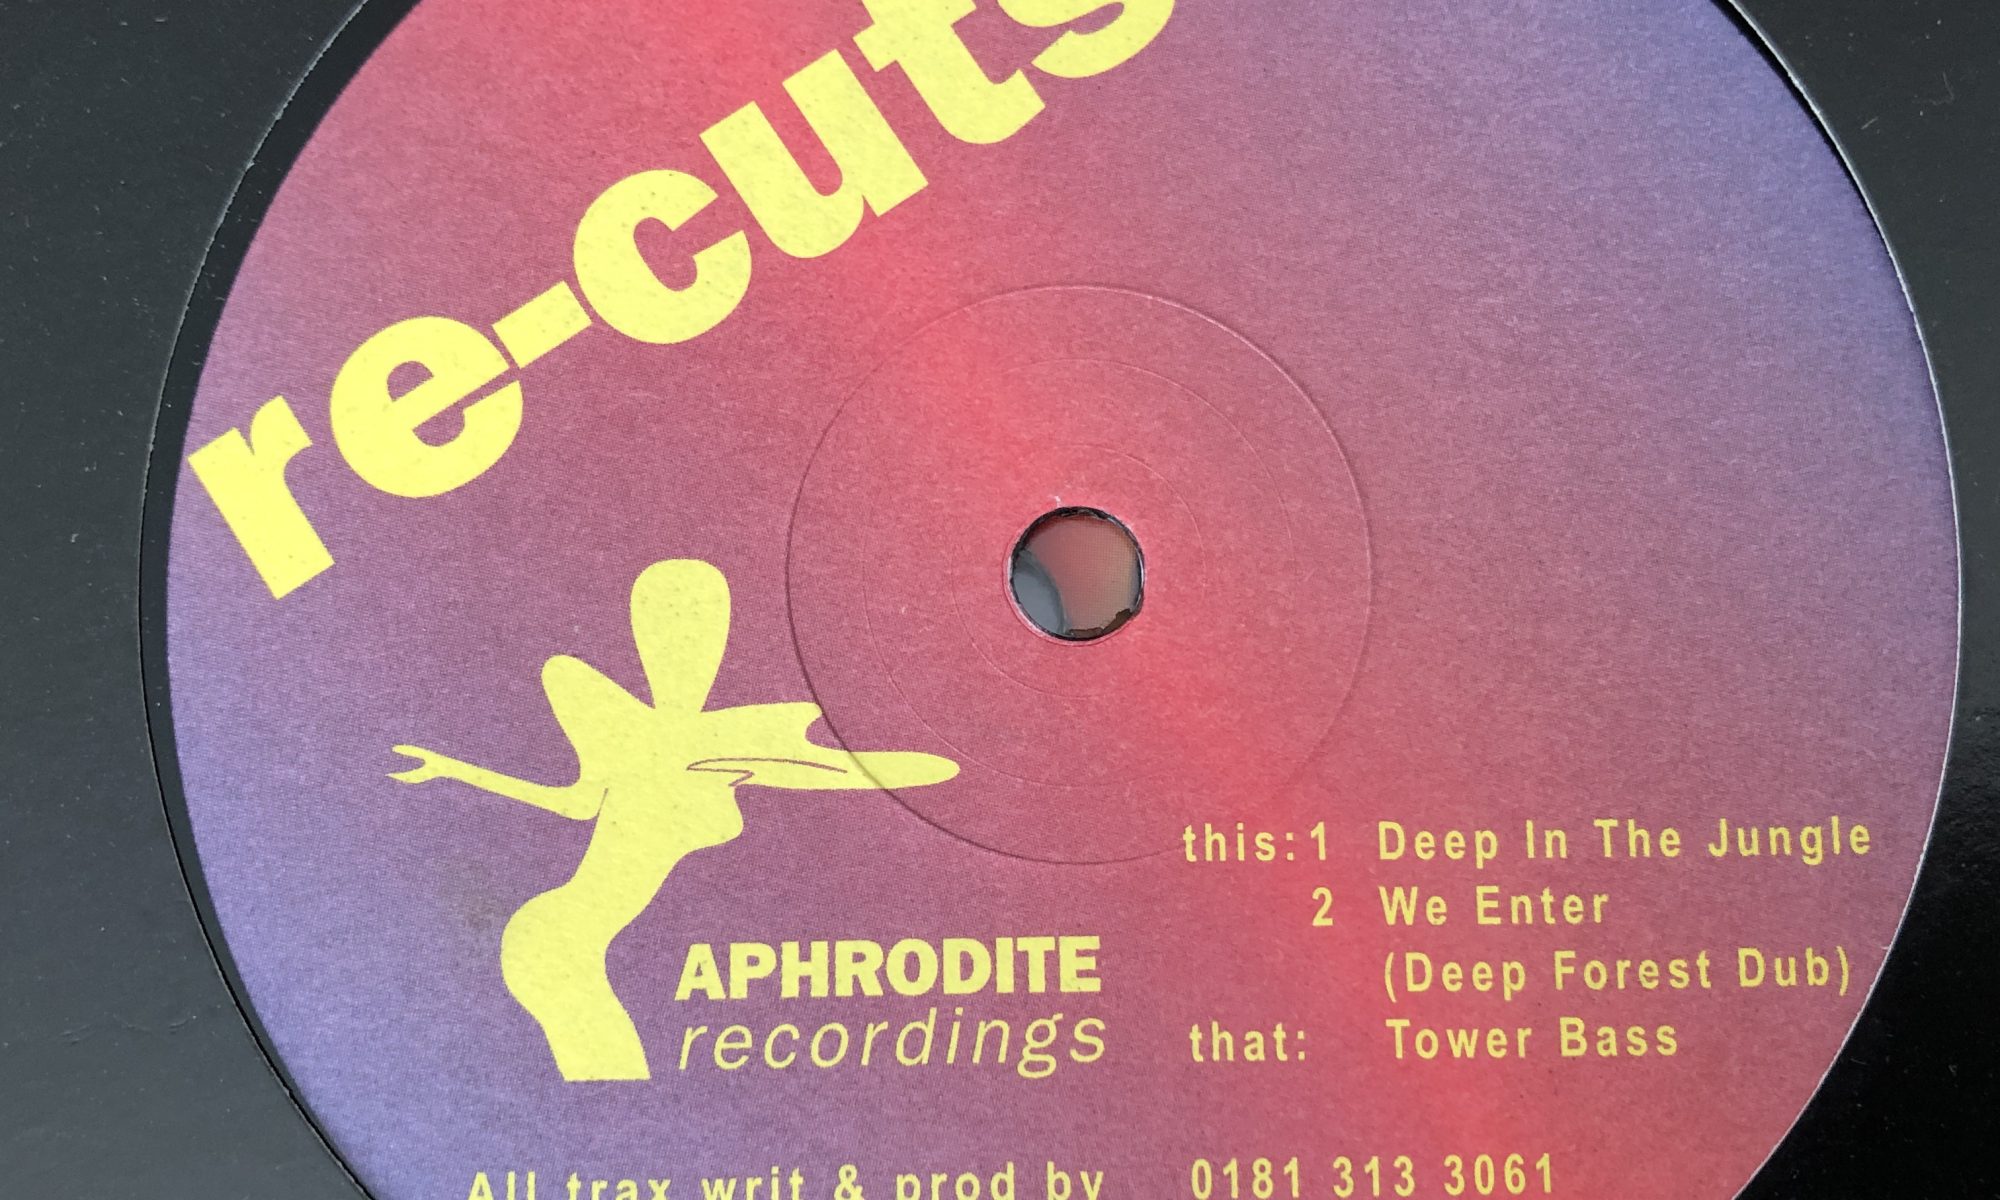 re-cuts
APHRODITE
recordings
this:1 Deep In The Jungle
2 We Enter
(Deep Forest Dub)
that: Tower Bass
All trax writ & prod by 0181 313 3061